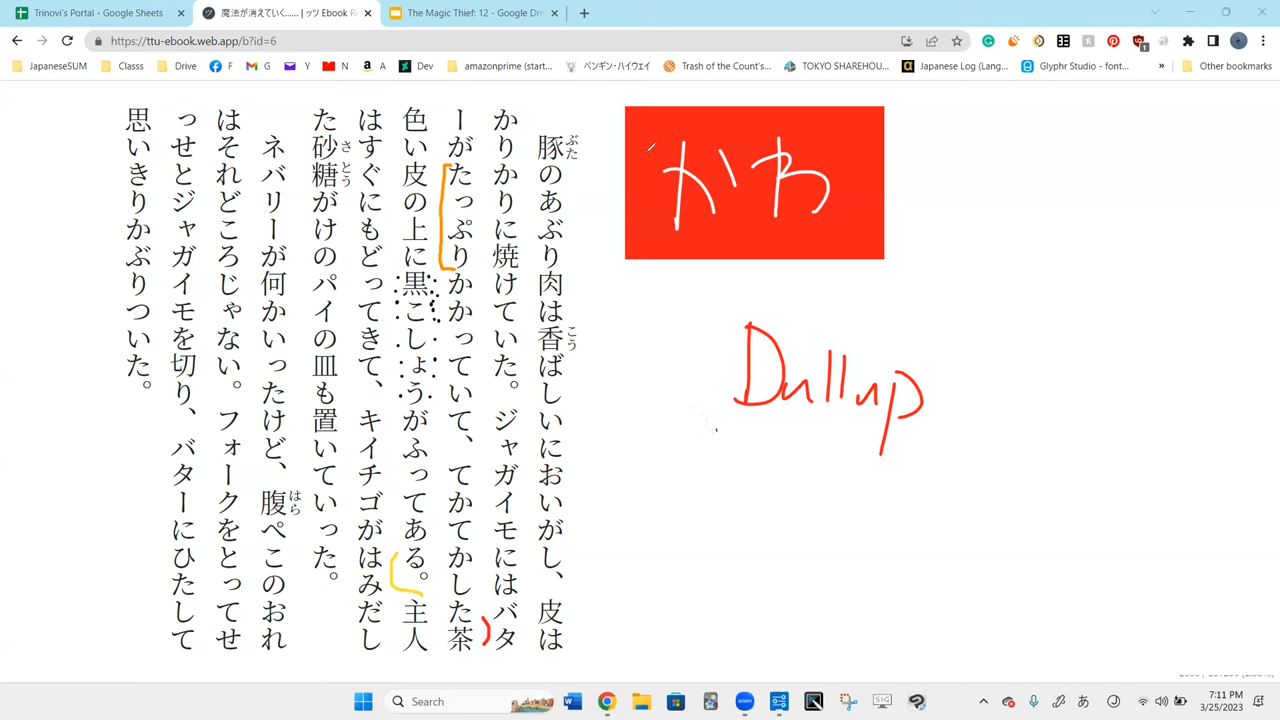 Trinovi's Portal - Google Sheets
魔法が消えていく…… | ッツ Ebook R
The Magic Thief: 12 - Google Dri
https://ttu-ebook.web.app/b?id=6
JapaneseSUM
Classs
Drive
F
G
Y
N
A
Dev
amazonprime (start...
ペンギン・ハイウェイ
Trash of the Count's...
TOKYO SHAREHOU...
Japanese Log (Lang...
Glyphr Studio - font...
»
Other bookmarks
豚ぶたのあぶり肉は香こうばしいにおいがし、皮は
かりかりに焼けていた。ジャガイモにはバタ
ーがたっぷりかかっていて、てかてかした茶
色い皮の上に黒こしょうがふってある。主人
はすぐにもどってきて、キイチゴがはみだし
た砂糖さとうがけのパイの皿も置いていった。
ネバリーが何かいったけど、腹はらぺこのおれ
はそれどころじゃない。フォークをとってせ
っせとジャガイモを切り、バターにひたして
思いきりかぶりついた。
かわ
Dullup
Search
あ
7:11 PM
3/25/2023